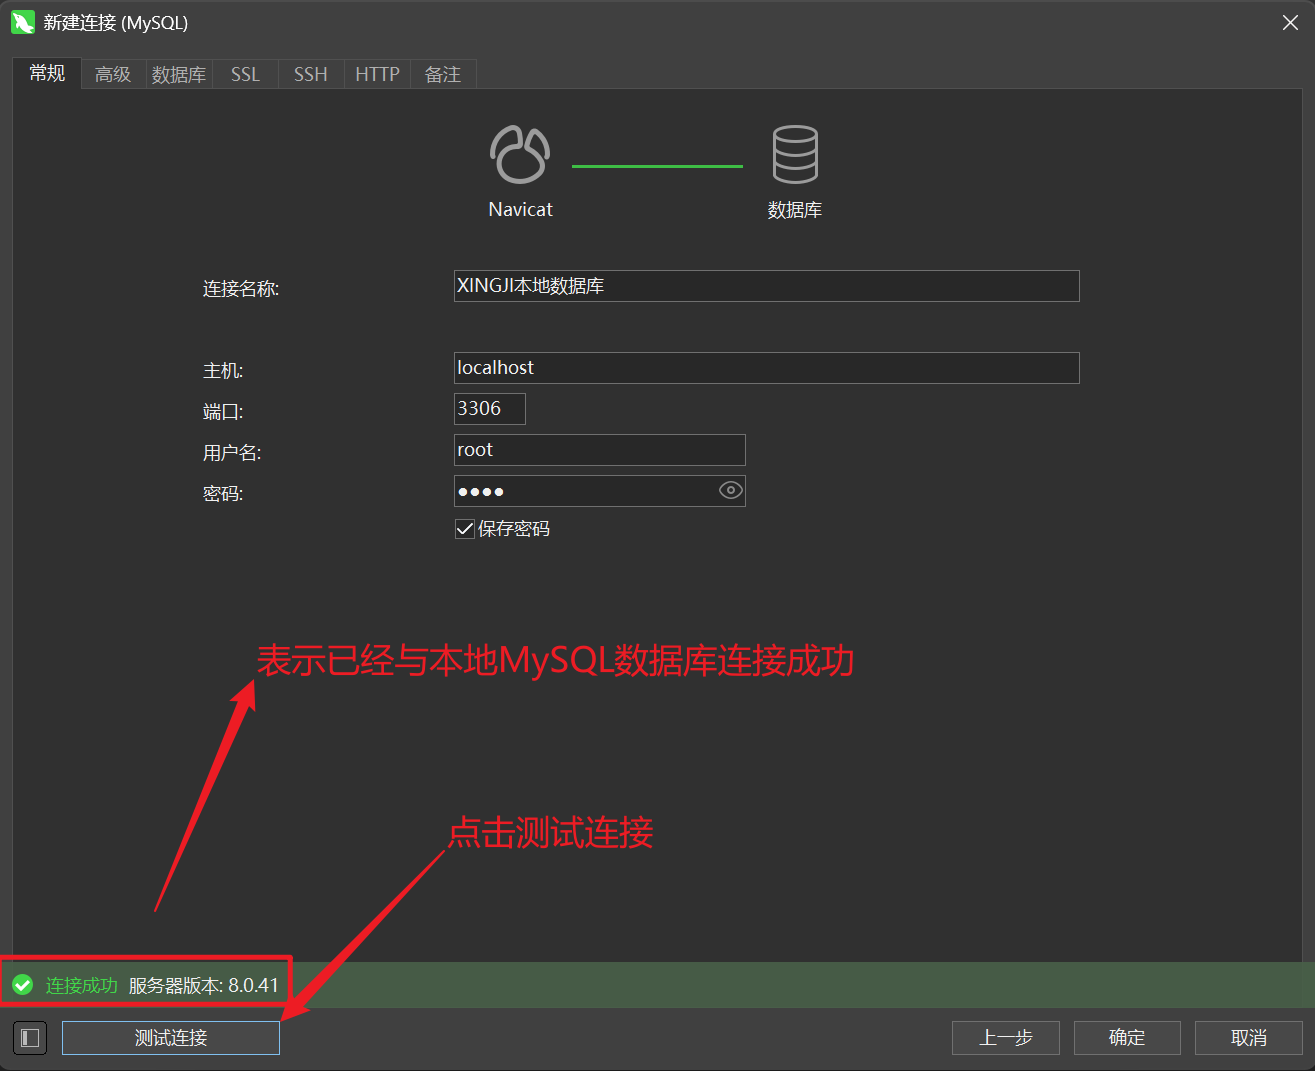 新建连接 (MySQL)
常规 高级 数据库 SSL SSH HTTP 备注
Navicat 数据库
连接名称: XINGJI本地数据库
主机: localhost
端口: 3306
用户名: root
密码: ●●●●
保存密码
表示已经与本地MySQL数据库连接成功
点击测试连接
连接成功 服务器版本: 8.0.41
测试连接 上一步 确定 取消